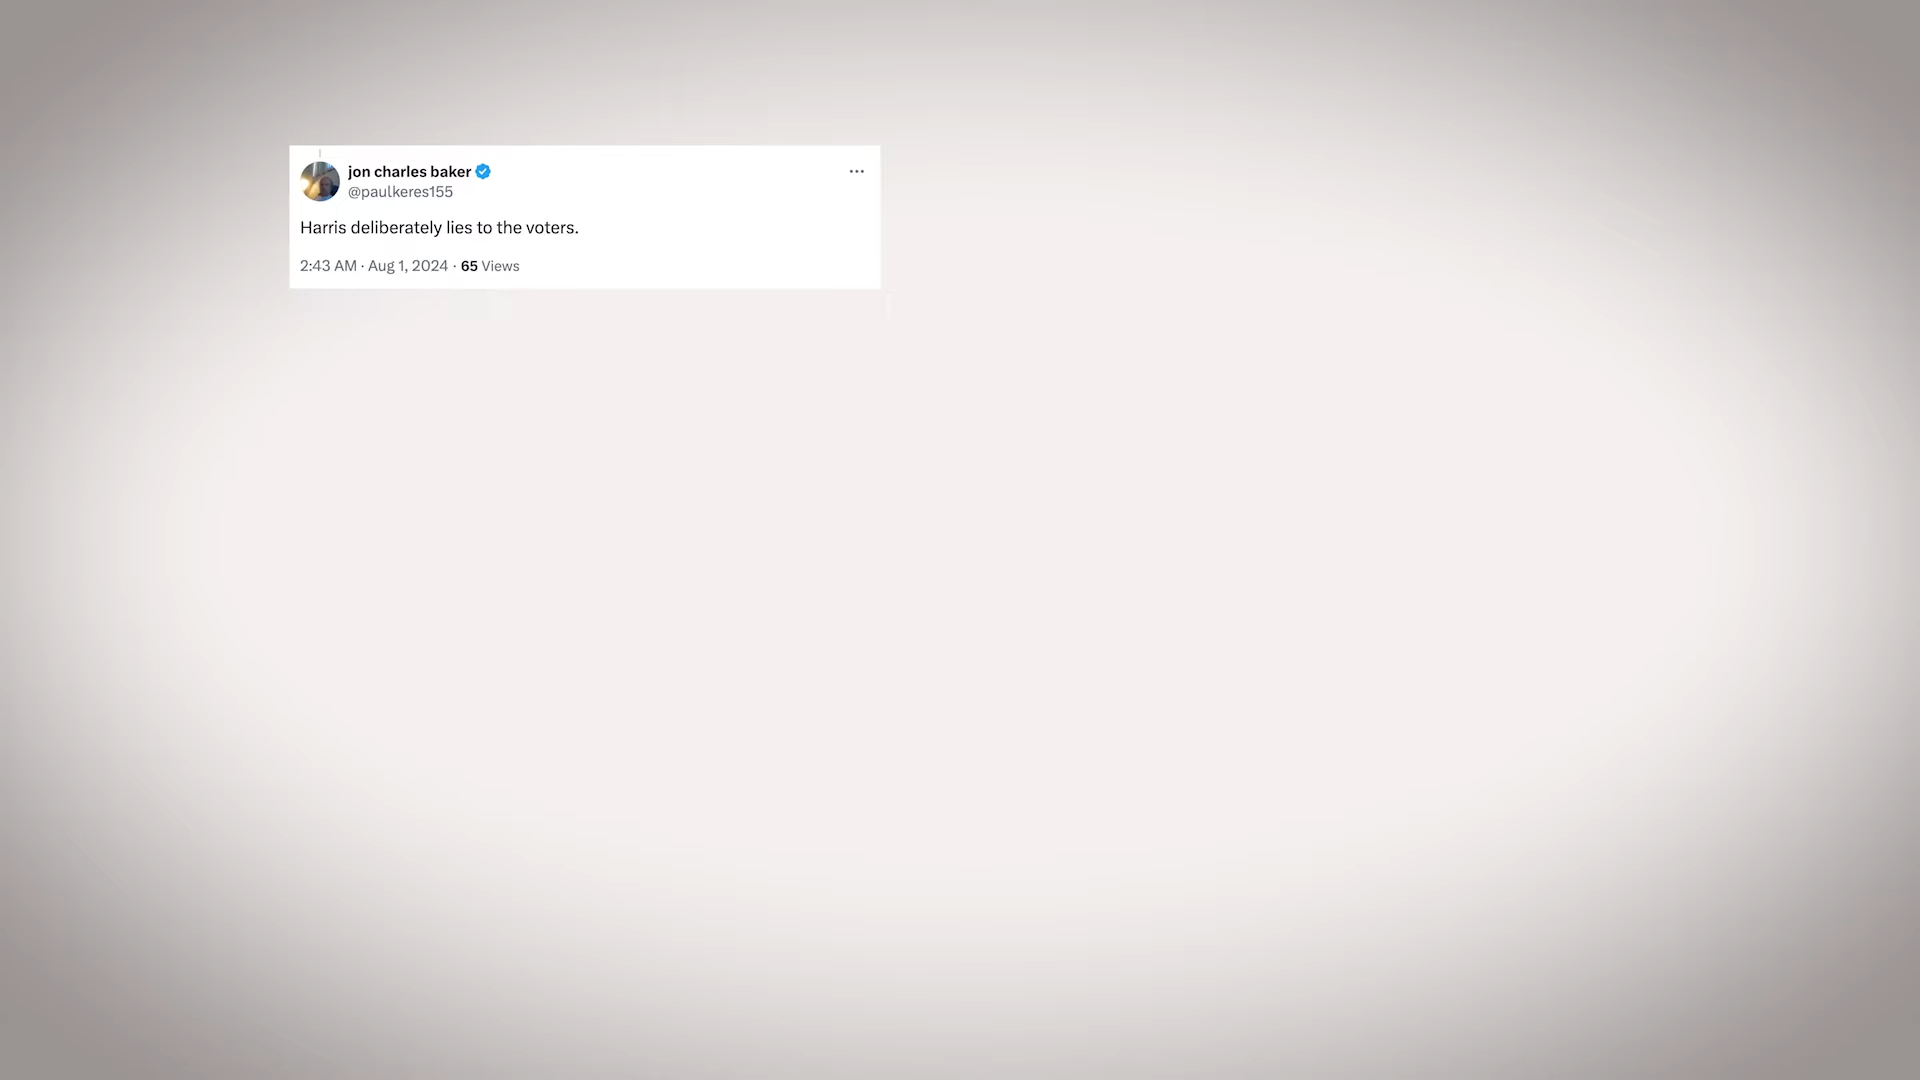 jon charles baker
@paulkeres155
Harris deliberately lies to the voters.
2:43 AM · Aug 1, 2024 · 65 Views